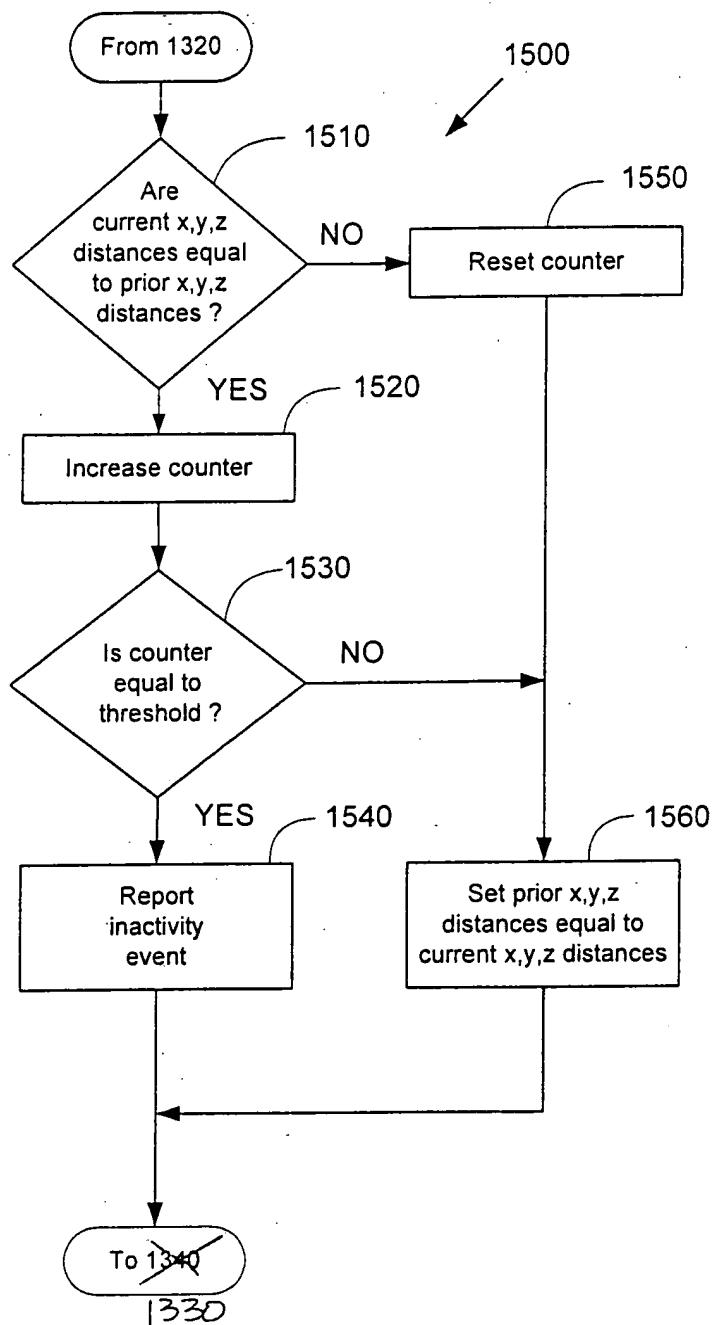 From 1320
1500
1510
Are
current x,y,z
distances equal
to prior x,y,z
distances ?
NO
1550
Reset counter
YES
1520
Increase counter
1530
Is counter
equal to
threshold ?
NO
YES
1540
Report
inactivity
event
1560
Set prior x,y,z
distances equal to
current x,y,z distances
To 1340
1330